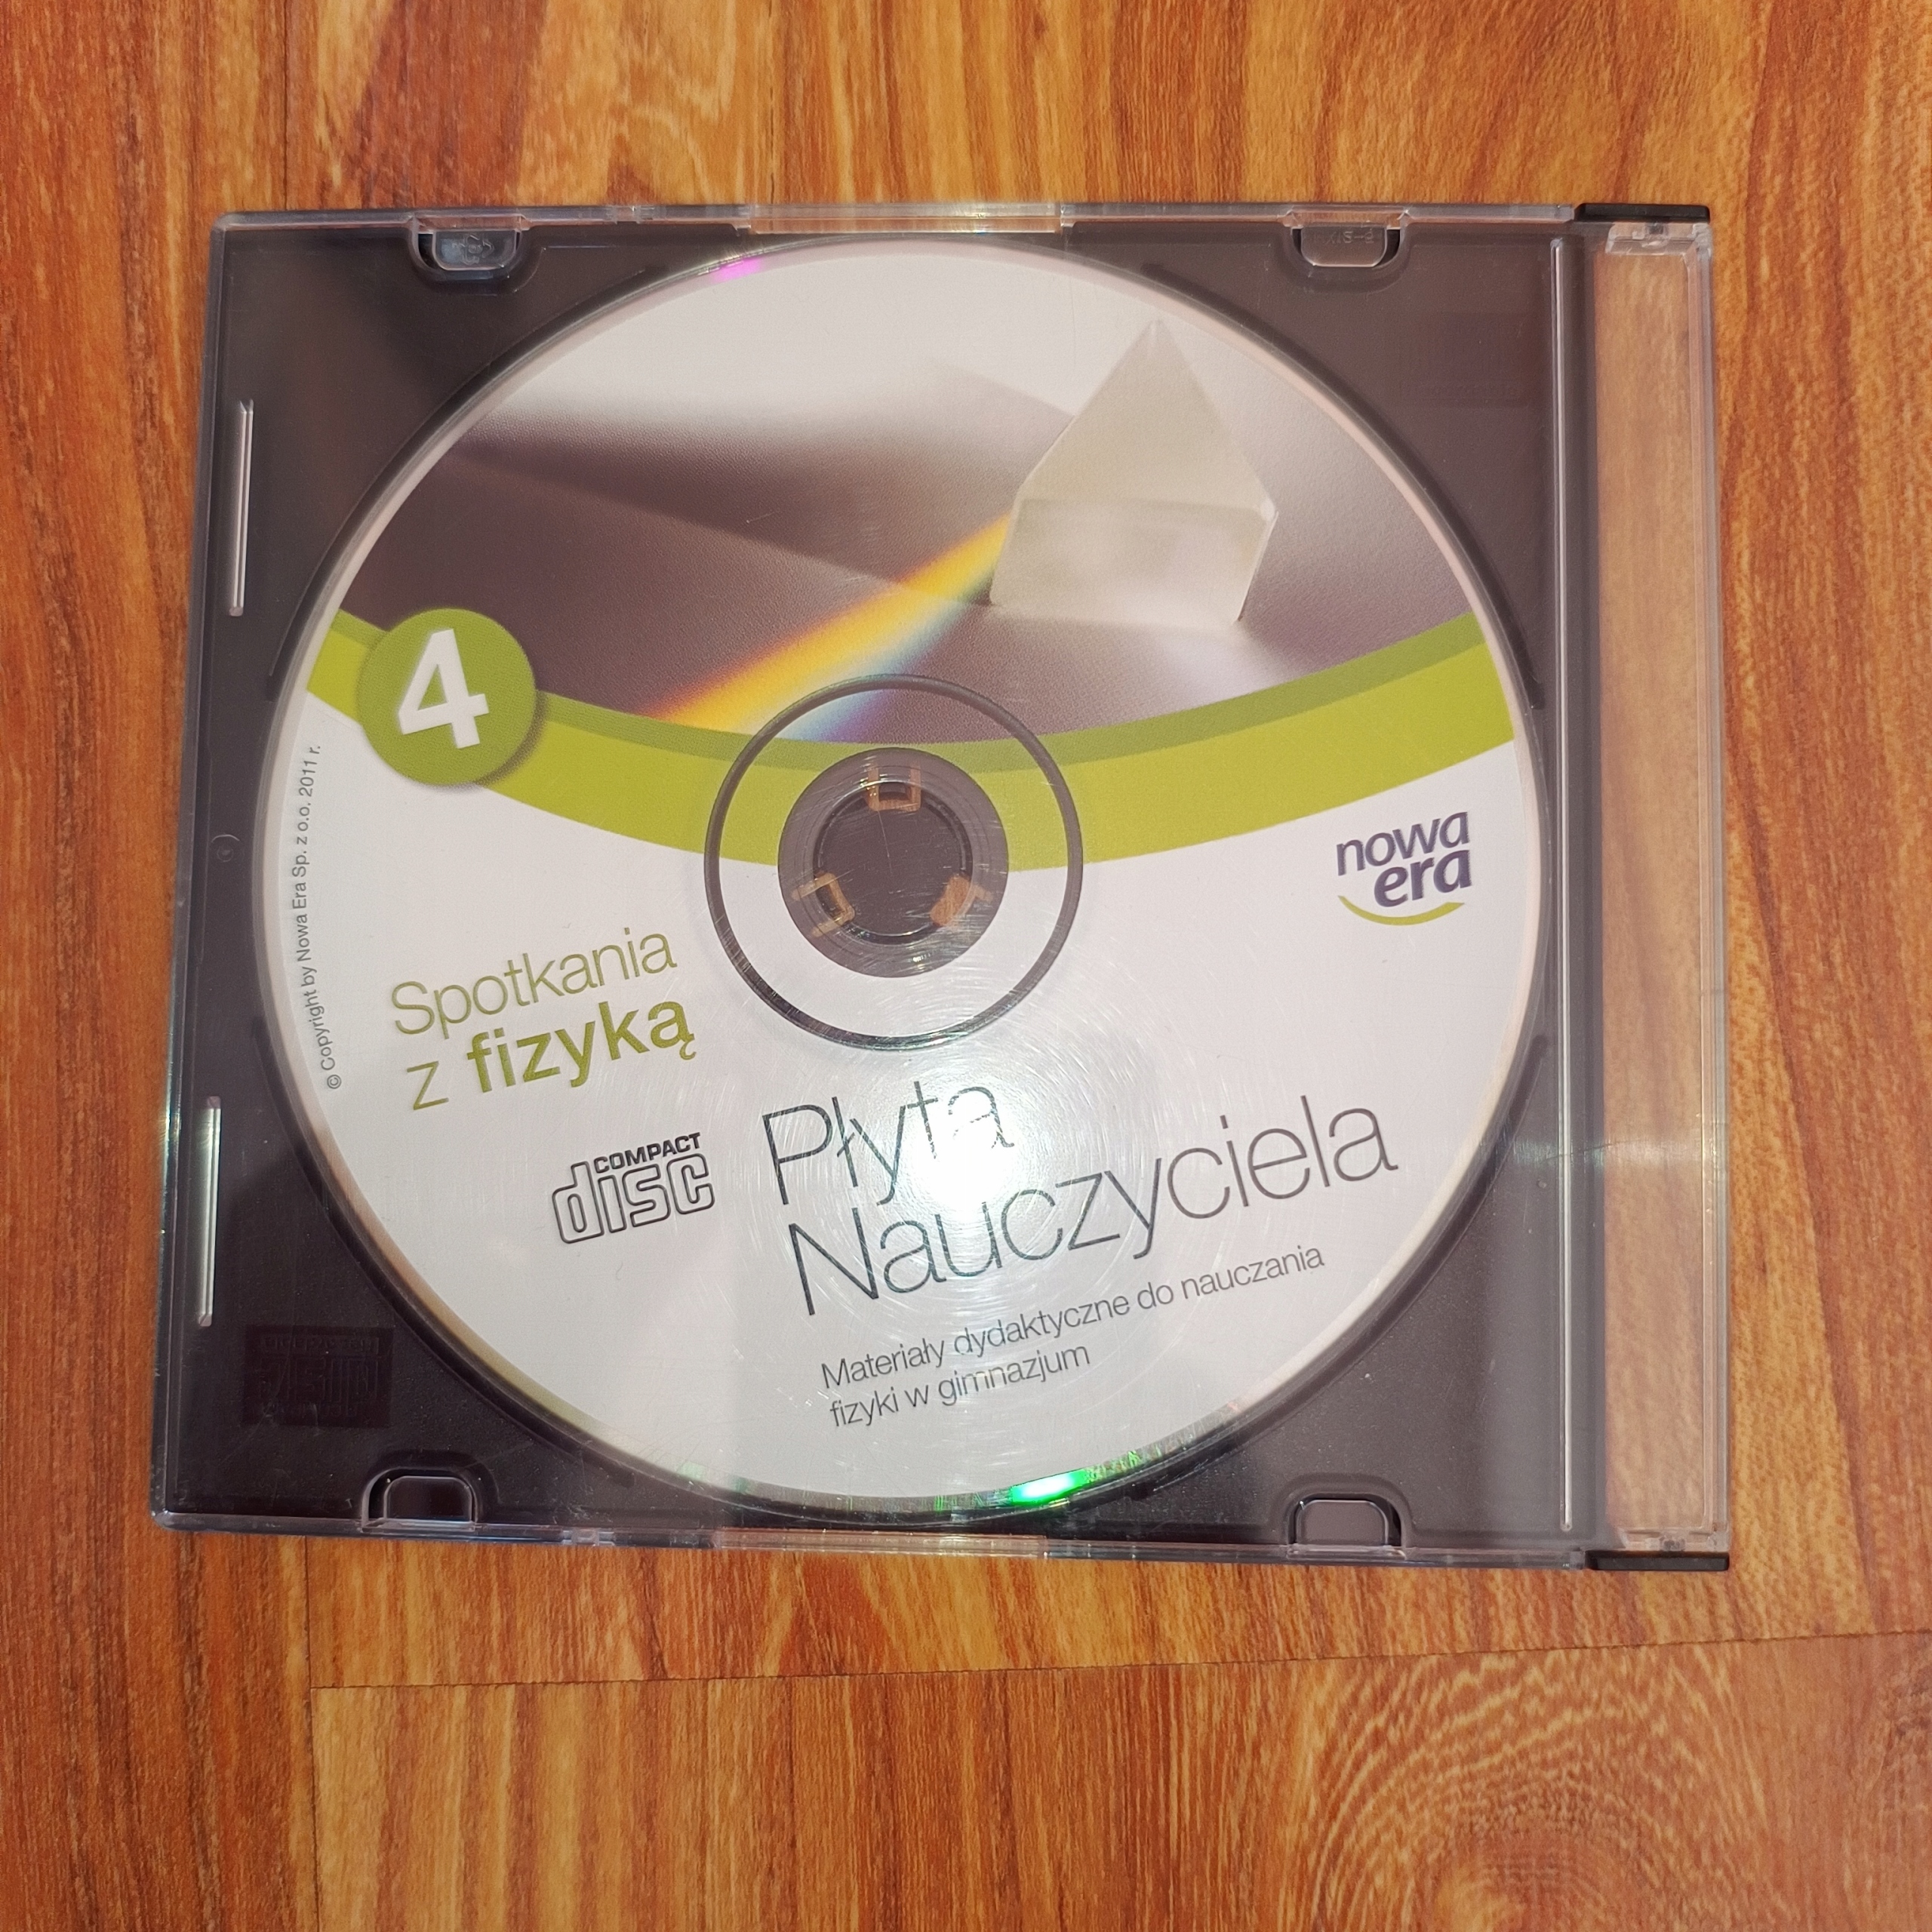 4
© Copyright by Nowa Era Sp. z o.o. 2011 r.
nowa
era
Spotkania
z fizyką
COMPACT
disc
Płyta
Nauczyciela
Materiały dydaktyczne do nauczania
fizyki w gimnazjum